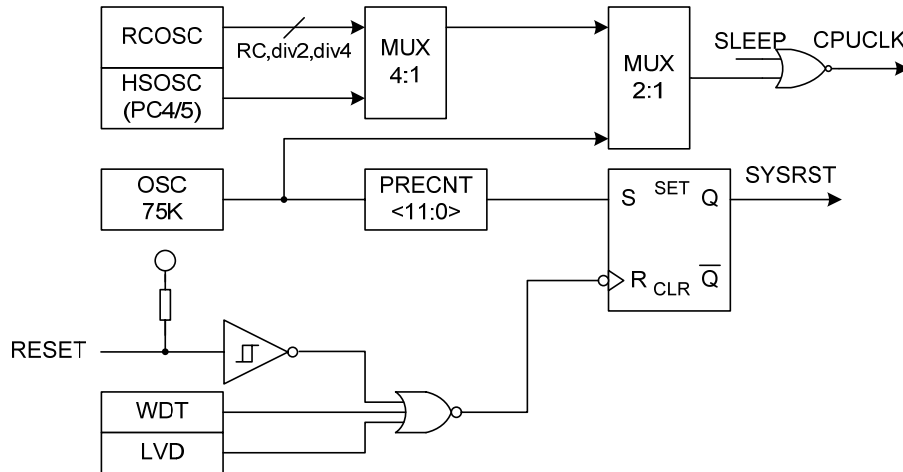 RCOSC
RC,div2,div4
HSOSC
(PC4/5)
MUX
4:1
MUX
2:1
SLEEP
CPUCLK
OSC
75K
PRECNT
<11:0>
S SET Q
R CLR Q
SYSRST
RESET
WDT
LVD